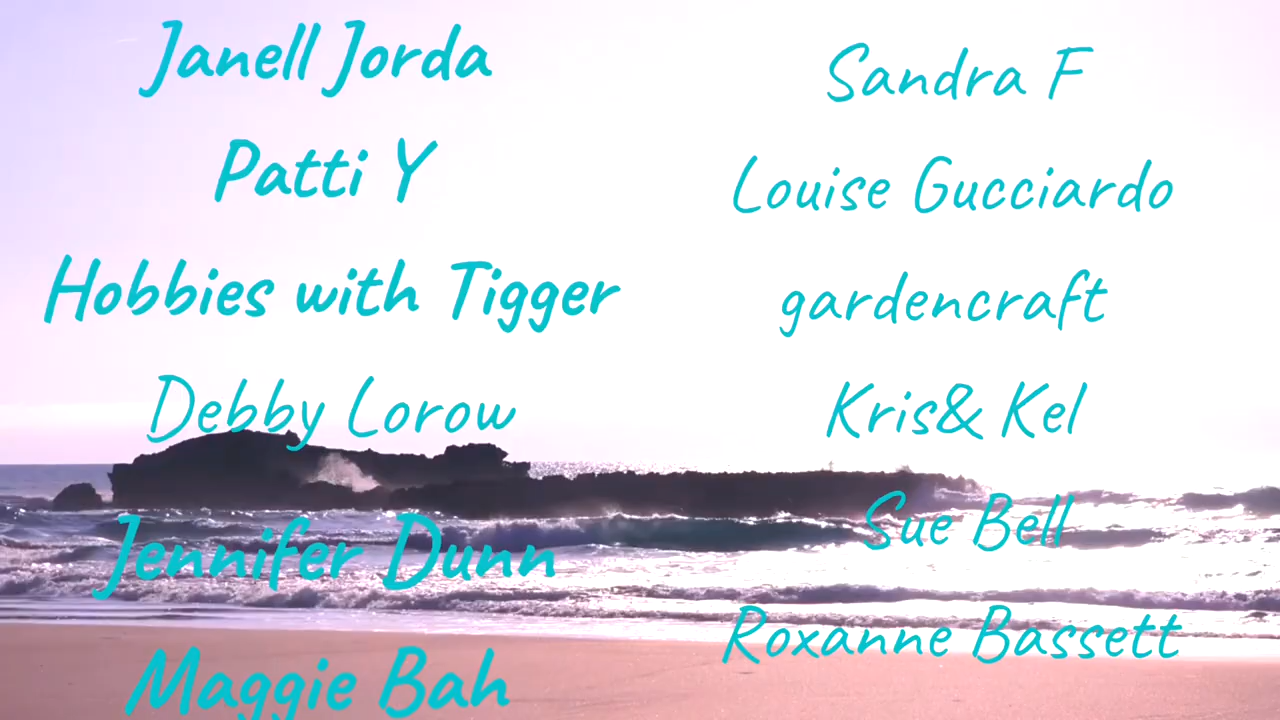 Janell Jorda
Patti Y
Hobbies with Tigger
Debby Lorow
Jennifer Dunn
Maggie Bah
Sandra F
Louise Gucciardo
gardencraft
Kris& Kel
Sue Bell
Roxanne Bassett